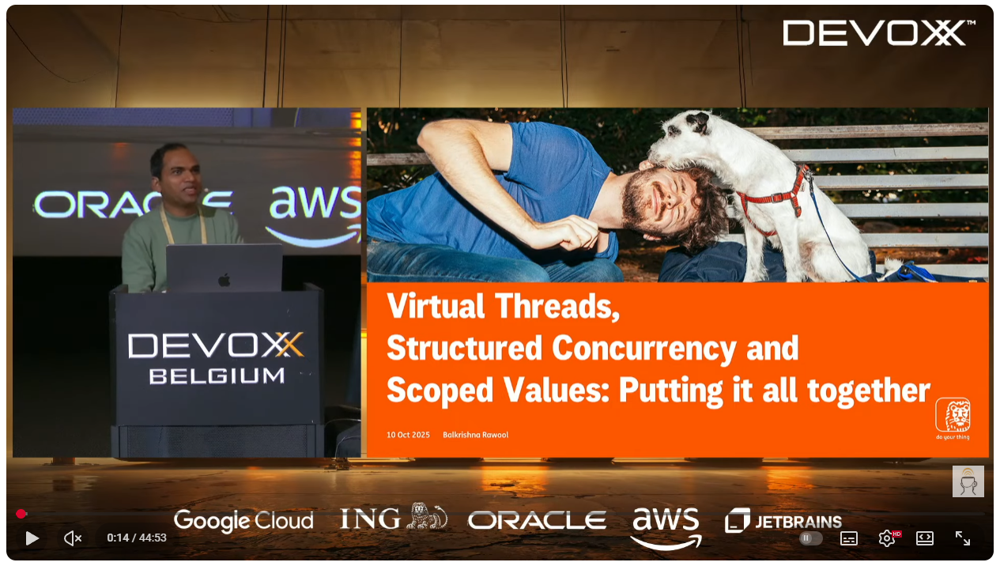 DEVOXX™
ORACLE
aws
DEVOXX
BELGIUM
Virtual Threads,
Structured Concurrency and
Scoped Values: Putting it all together
10 Oct 2025 Balkrishna Rawool
do your thing
Google Cloud
ING
ORACLE
aws
JETBRAINS
0:14 / 44:53
HD